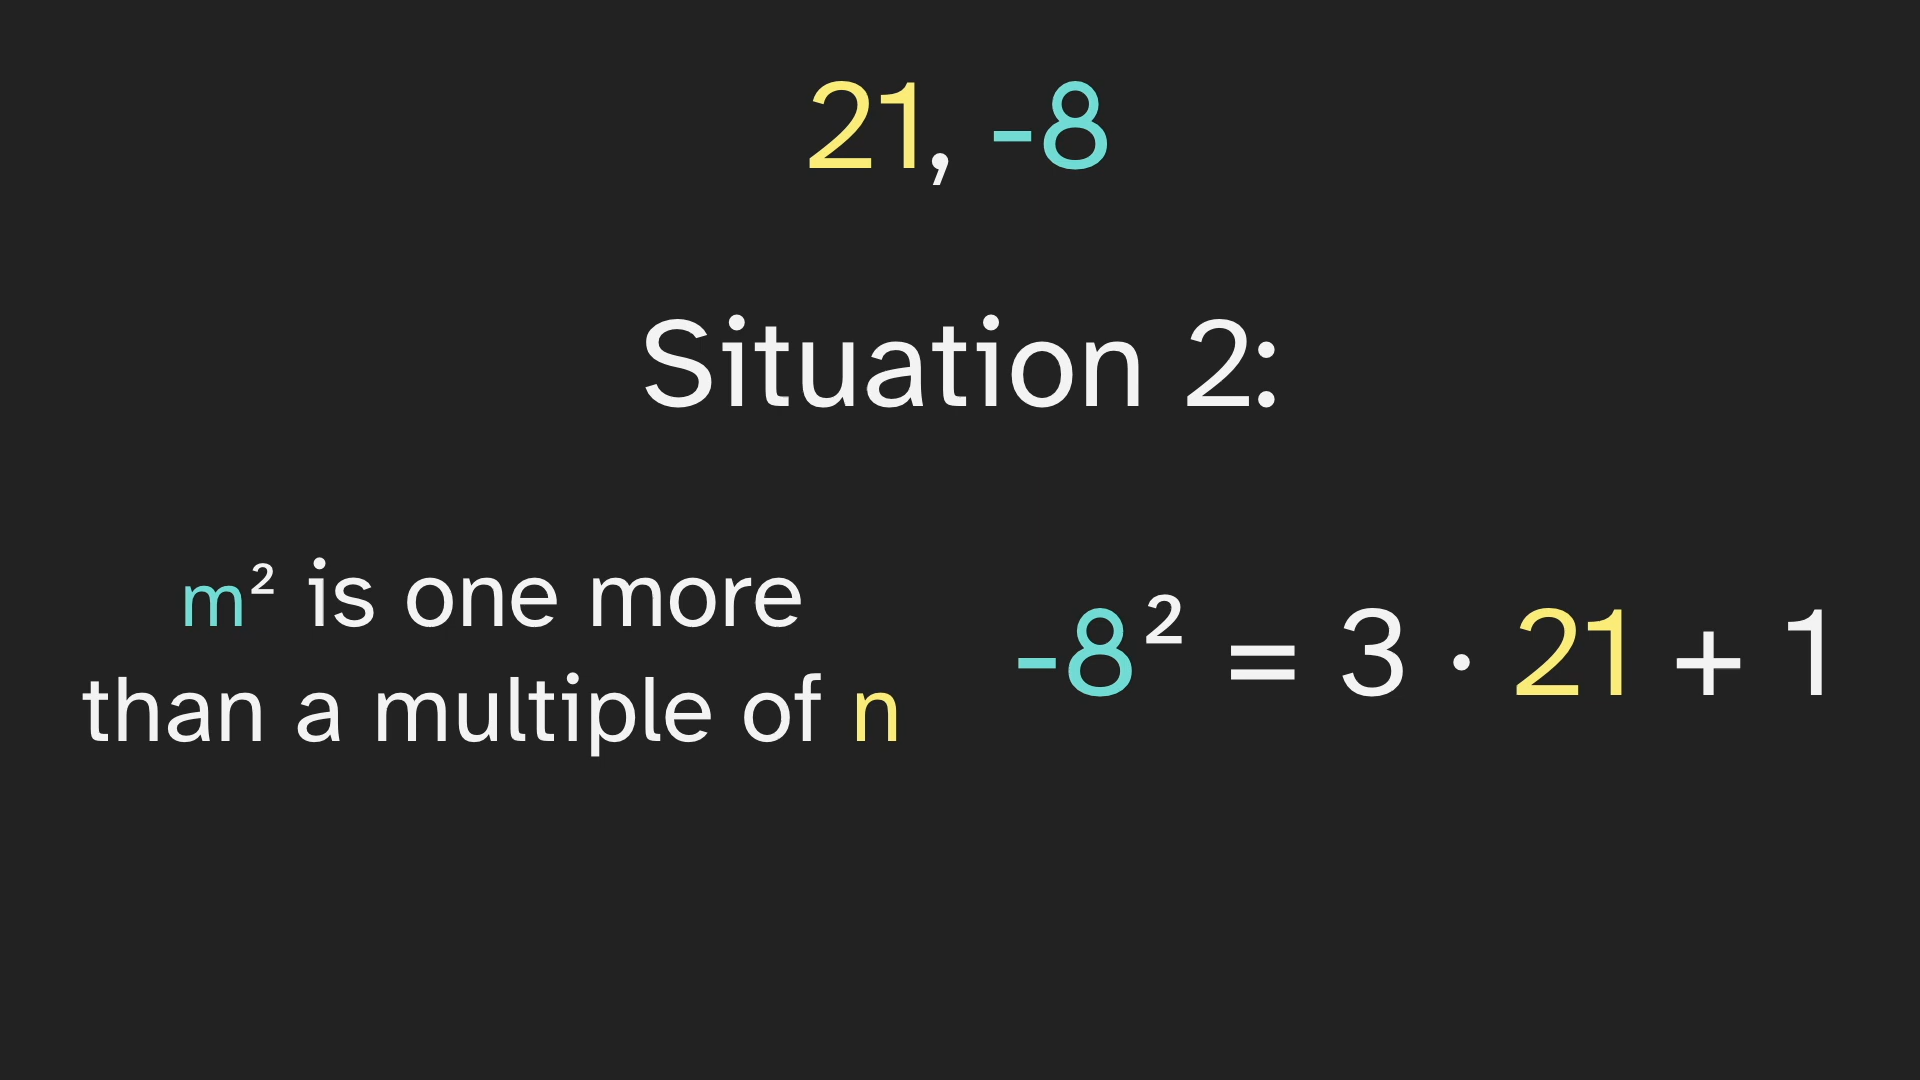 21, -8
Situation 2:
m² is one more
than a multiple of n
-8² = 3 · 21 + 1